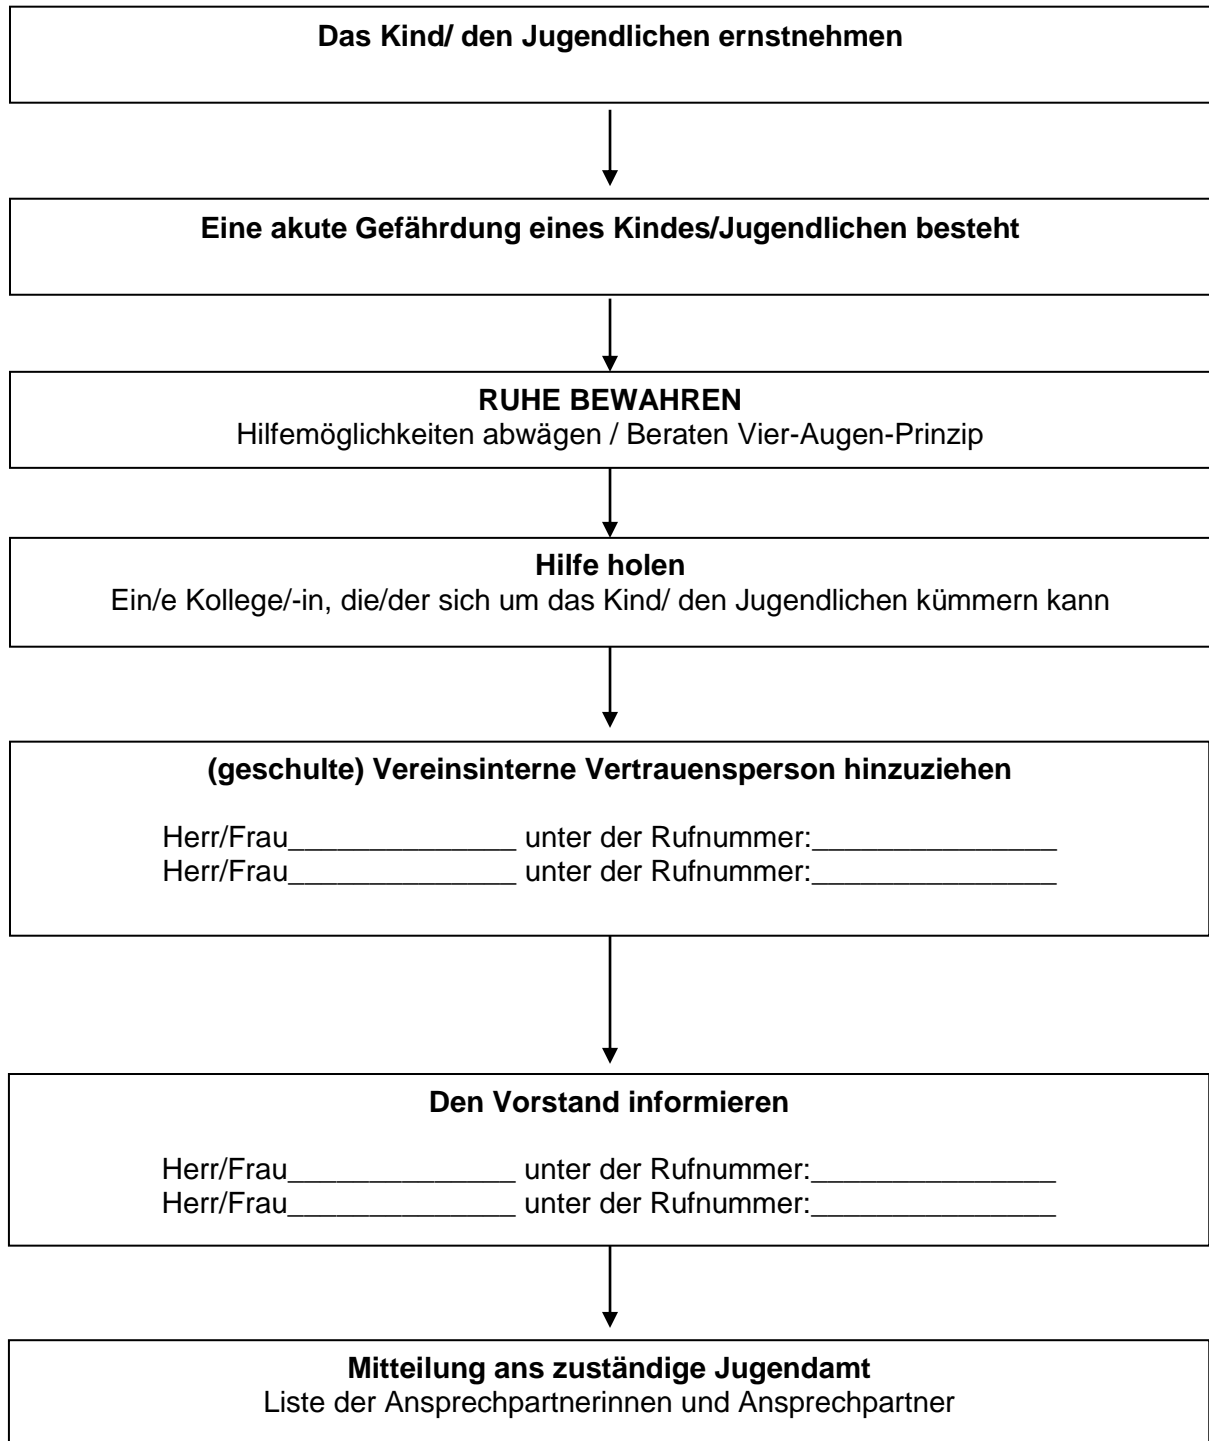 Das Kind/ den Jugendlichen ernstnehmen
Eine akute Gefährdung eines Kindes/Jugendlichen besteht
RUHE BEWAHREN
Hilfemöglichkeiten abwägen / Beraten Vier-Augen-Prinzip
Hilfe holen
Ein/e Kollege/-in, die/der sich um das Kind/ den Jugendlichen kümmern kann
(geschulte) Vereinsinterne Vertrauensperson hinzuziehen
Herr/Frau______________ unter der Rufnummer:_______________
Herr/Frau______________ unter der Rufnummer:_______________
Den Vorstand informieren
Herr/Frau______________ unter der Rufnummer:_______________
Herr/Frau______________ unter der Rufnummer:_______________
Mitteilung ans zuständige Jugendamt
Liste der Ansprechpartnerinnen und Ansprechpartner